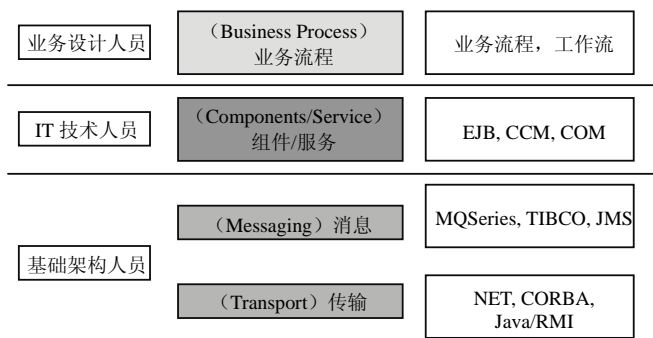 业务设计人员
（Business Process）
业务流程
业务流程，工作流
IT 技术人员
（Components/Service）
组件/服务
EJB, CCM, COM
基础架构人员
（Messaging）消息
MQSeries, TIBCO, JMS
（Transport）传输
NET, CORBA,
Java/RMI